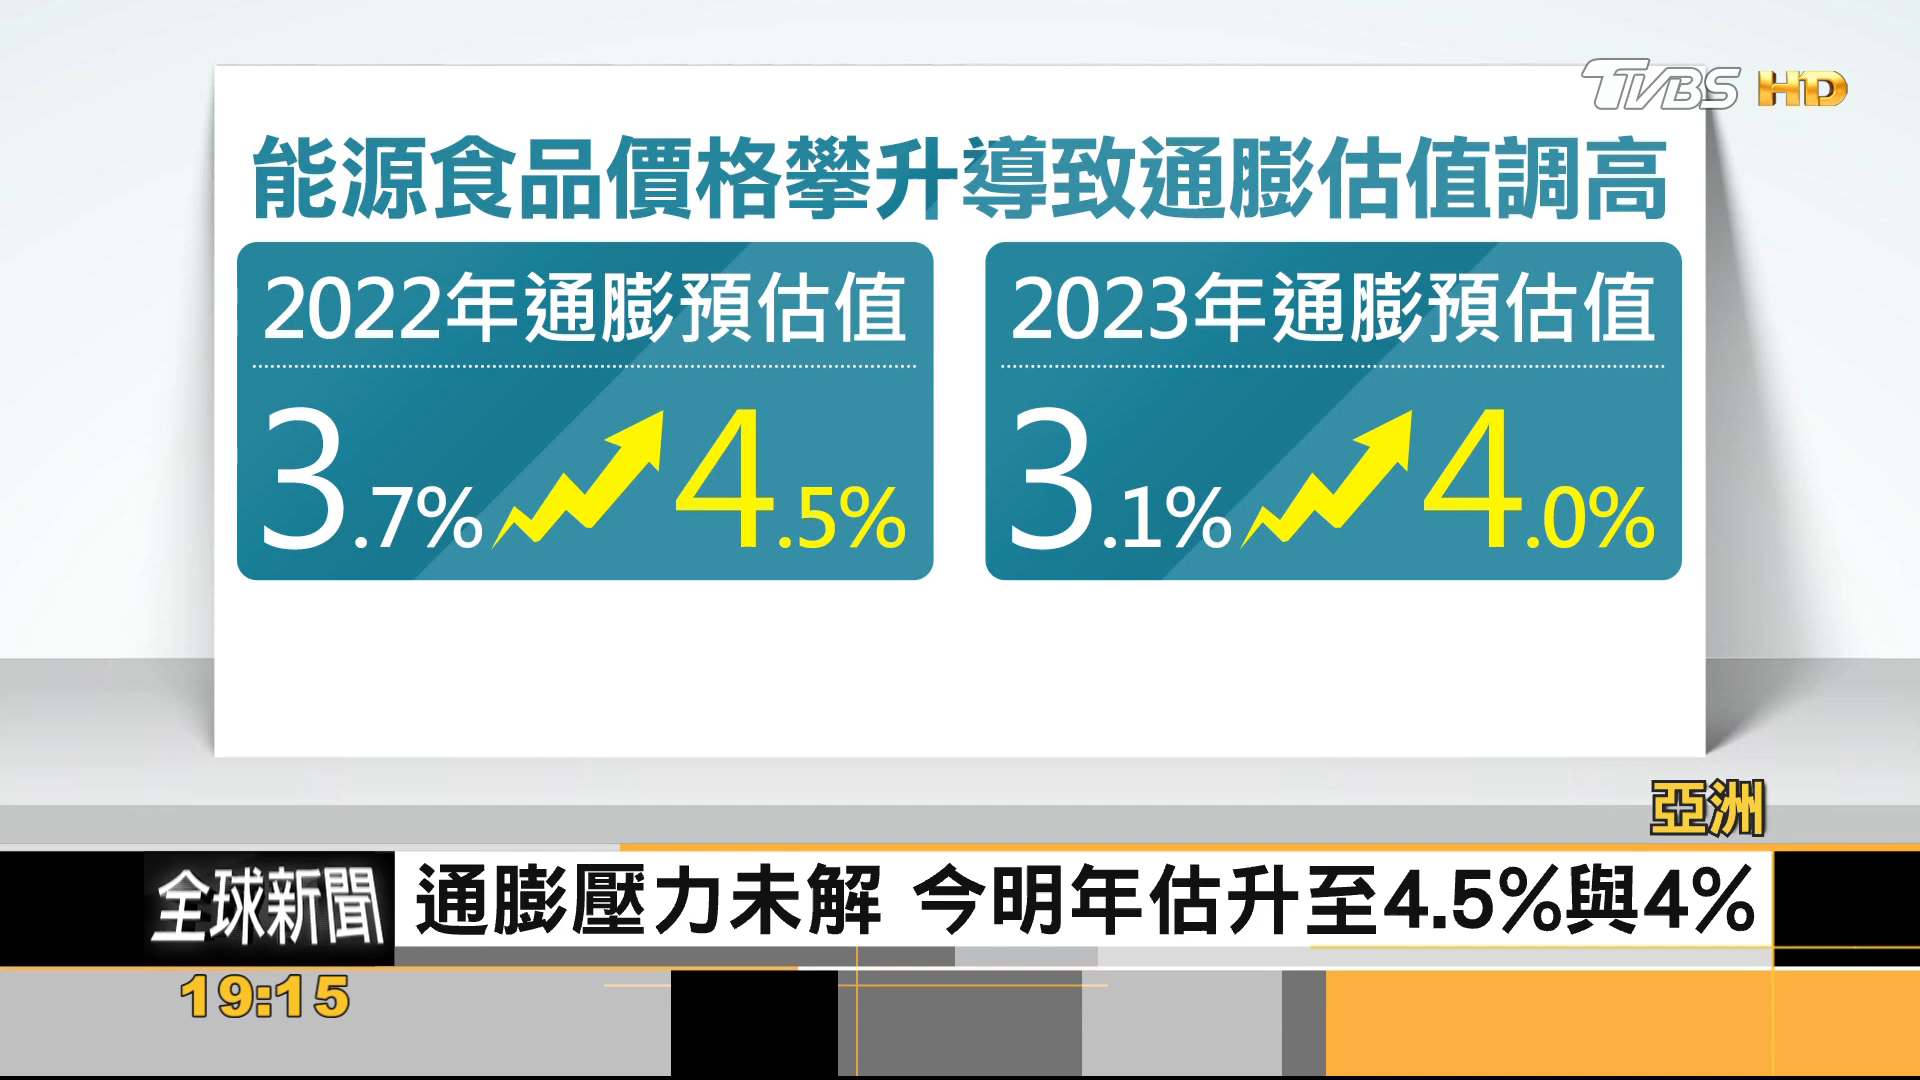 TVBS HD
能源食品價格攀升導致通膨估值調高
2022年通膨預估值
3.7% 4.5%
2023年通膨預估值
3.1% 4.0%
亞洲
全球新聞
通膨壓力未解 今明年估升至4.5%與4%
19:15